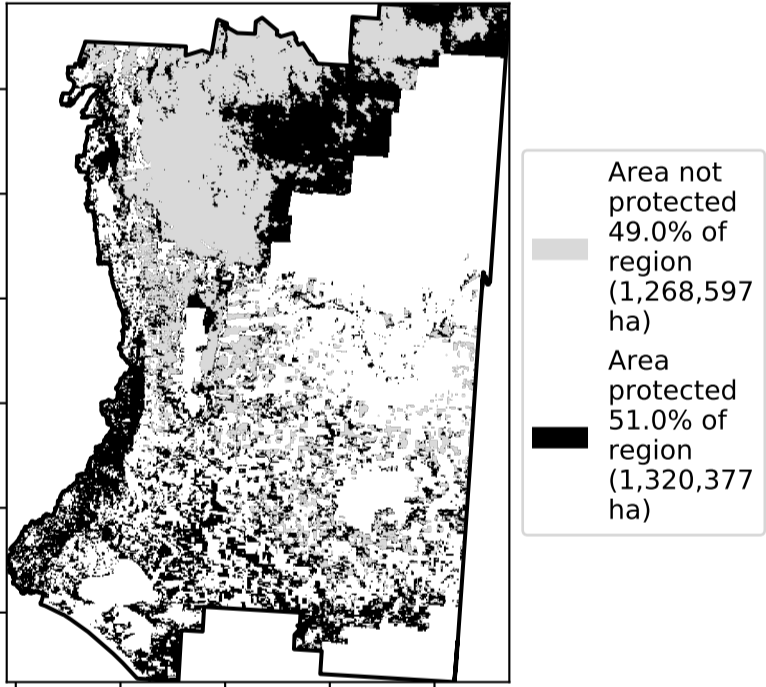 Area not
protected
49.0% of
region
(1,268,597
ha)
Area
protected
51.0% of
region
(1,320,377
ha)